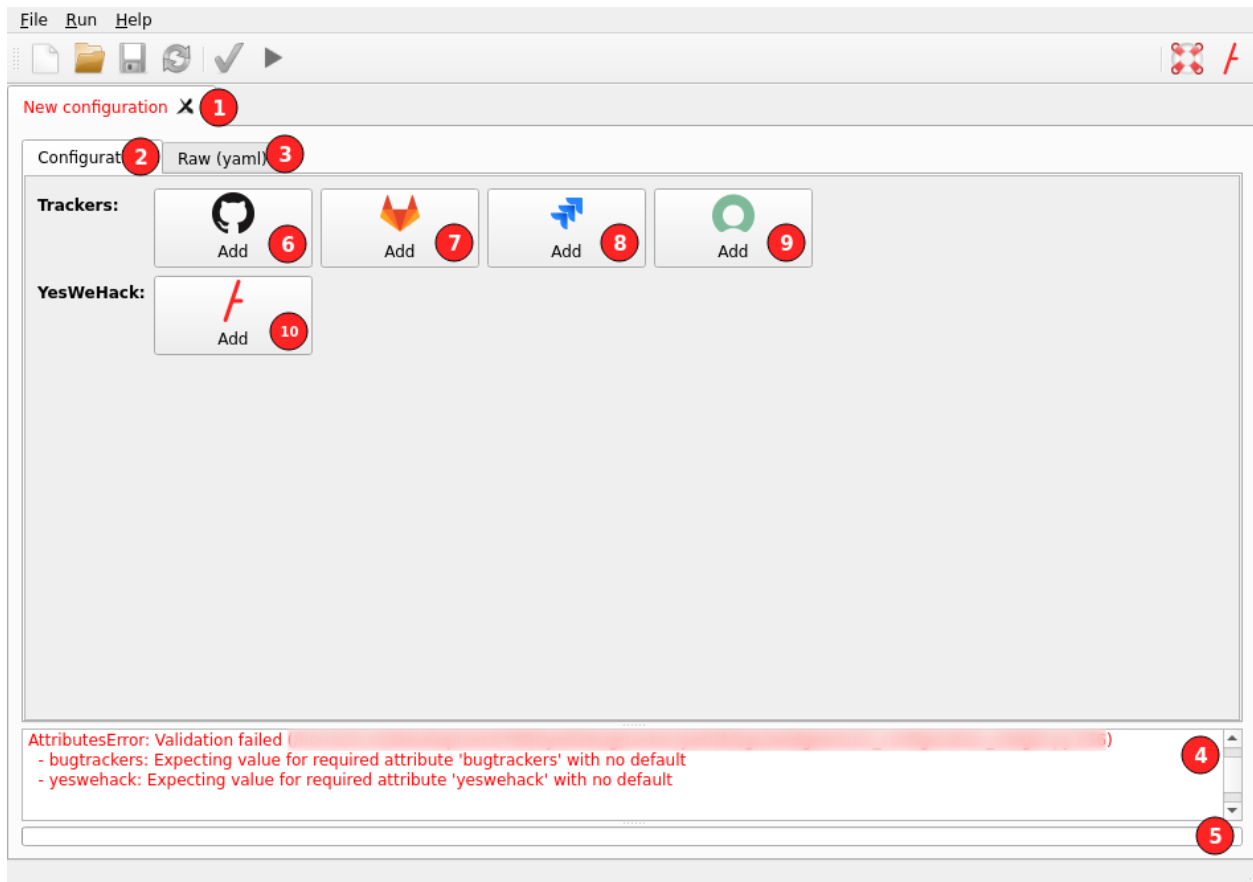 File Run Help
New configuration 1
Configurat 2 Raw (yaml) 3
Trackers:
Add 6 Add 7 Add 8 Add 9
YesWeHack:
Add 10
AttributesError: Validation failed ( )
- bugtrackers: Expecting value for required attribute 'bugtrackers' with no default
- yeswehack: Expecting value for required attribute 'yeswehack' with no default
4
5